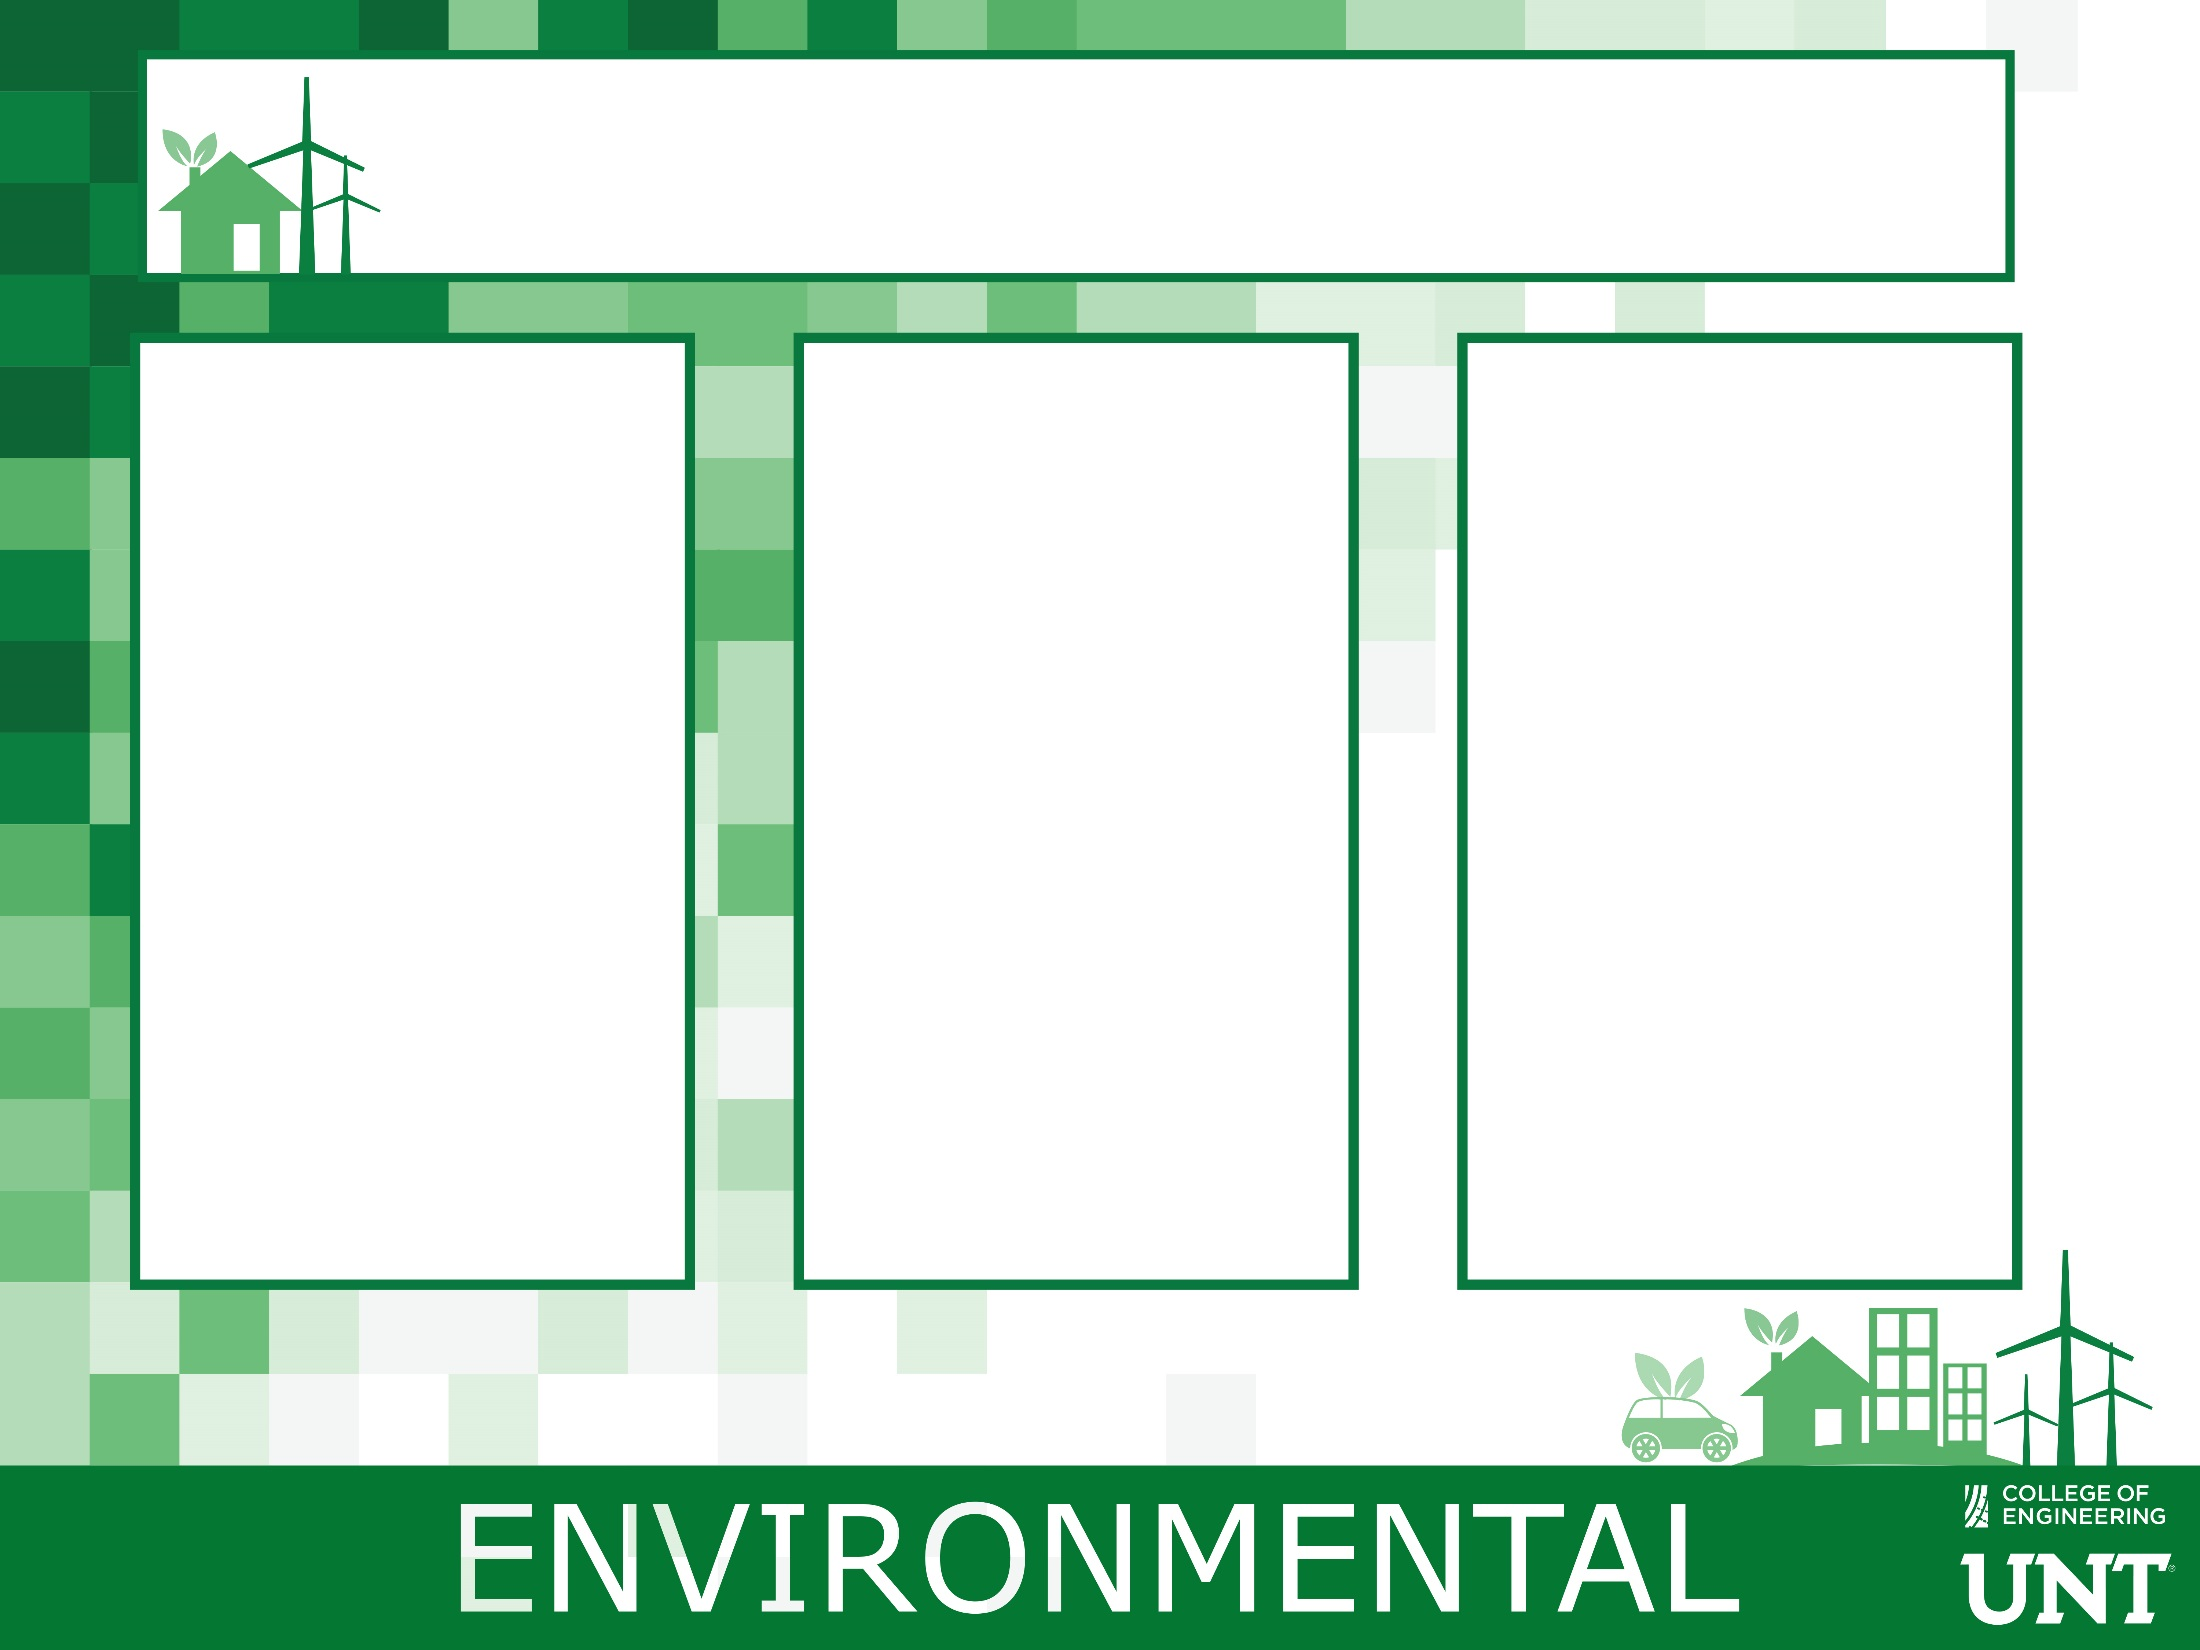 ENVIRONMENTAL
COLLEGE OF
ENGINEERING
UNT®